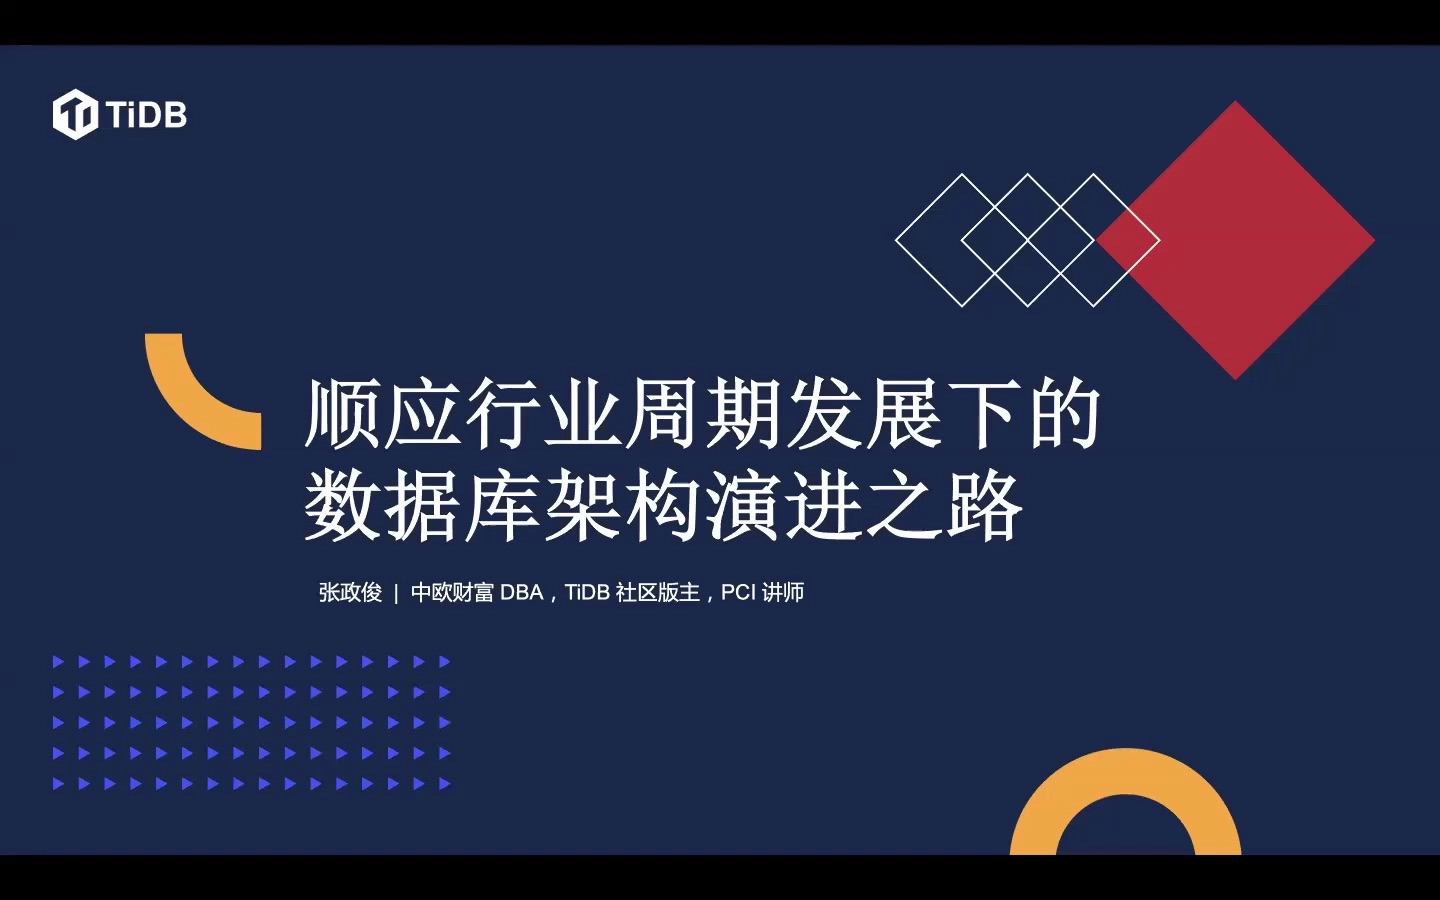 TiDB
顺应行业周期发展下的
数据库架构演进之路
张政俊 | 中欧财富 DBA，TiDB 社区版主，PCI 讲师